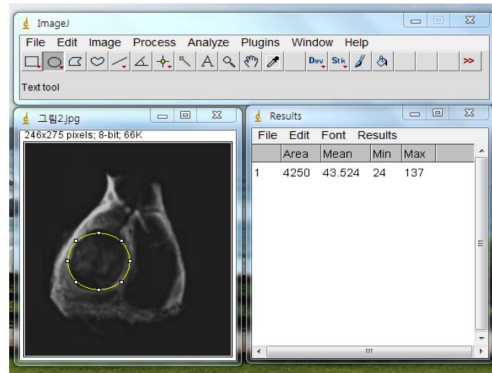 ImageJ
File Edit Image Process Analyze Plugins Window Help
A Dev Stk >>
Text tool
그림2.jpg
246x275 pixels; 8-bit; 66K
Results
File Edit Font Results
Area Mean Min Max
1 4250 43.524 24 137